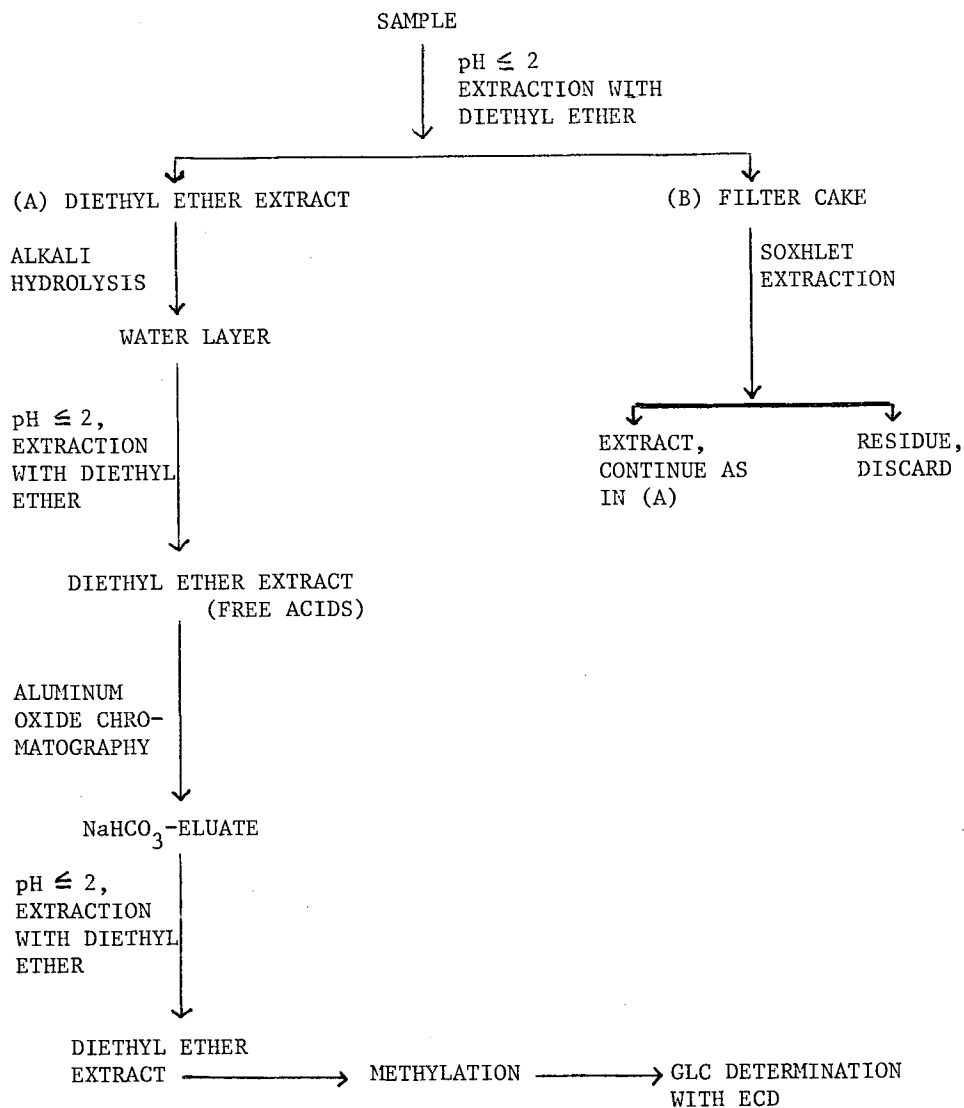 SAMPLE
pH ≦ 2
EXTRACTION WITH
DIETHYL ETHER
(A) DIETHYL ETHER EXTRACT
(B) FILTER CAKE
ALKALI
HYDROLYSIS
SOXHLET
EXTRACTION
WATER LAYER
pH ≦ 2,
EXTRACTION
WITH DIETHYL
ETHER
EXTRACT,
CONTINUE AS
IN (A)
RESIDUE,
DISCARD
DIETHYL ETHER EXTRACT
(FREE ACIDS)
ALUMINUM
OXIDE CHRO-
MATOGRAPHY
NaHCO₃-ELUATE
pH ≦ 2,
EXTRACTION
WITH DIETHYL
ETHER
DIETHYL ETHER
EXTRACT
METHYLATION
GLC DETERMINATION
WITH ECD